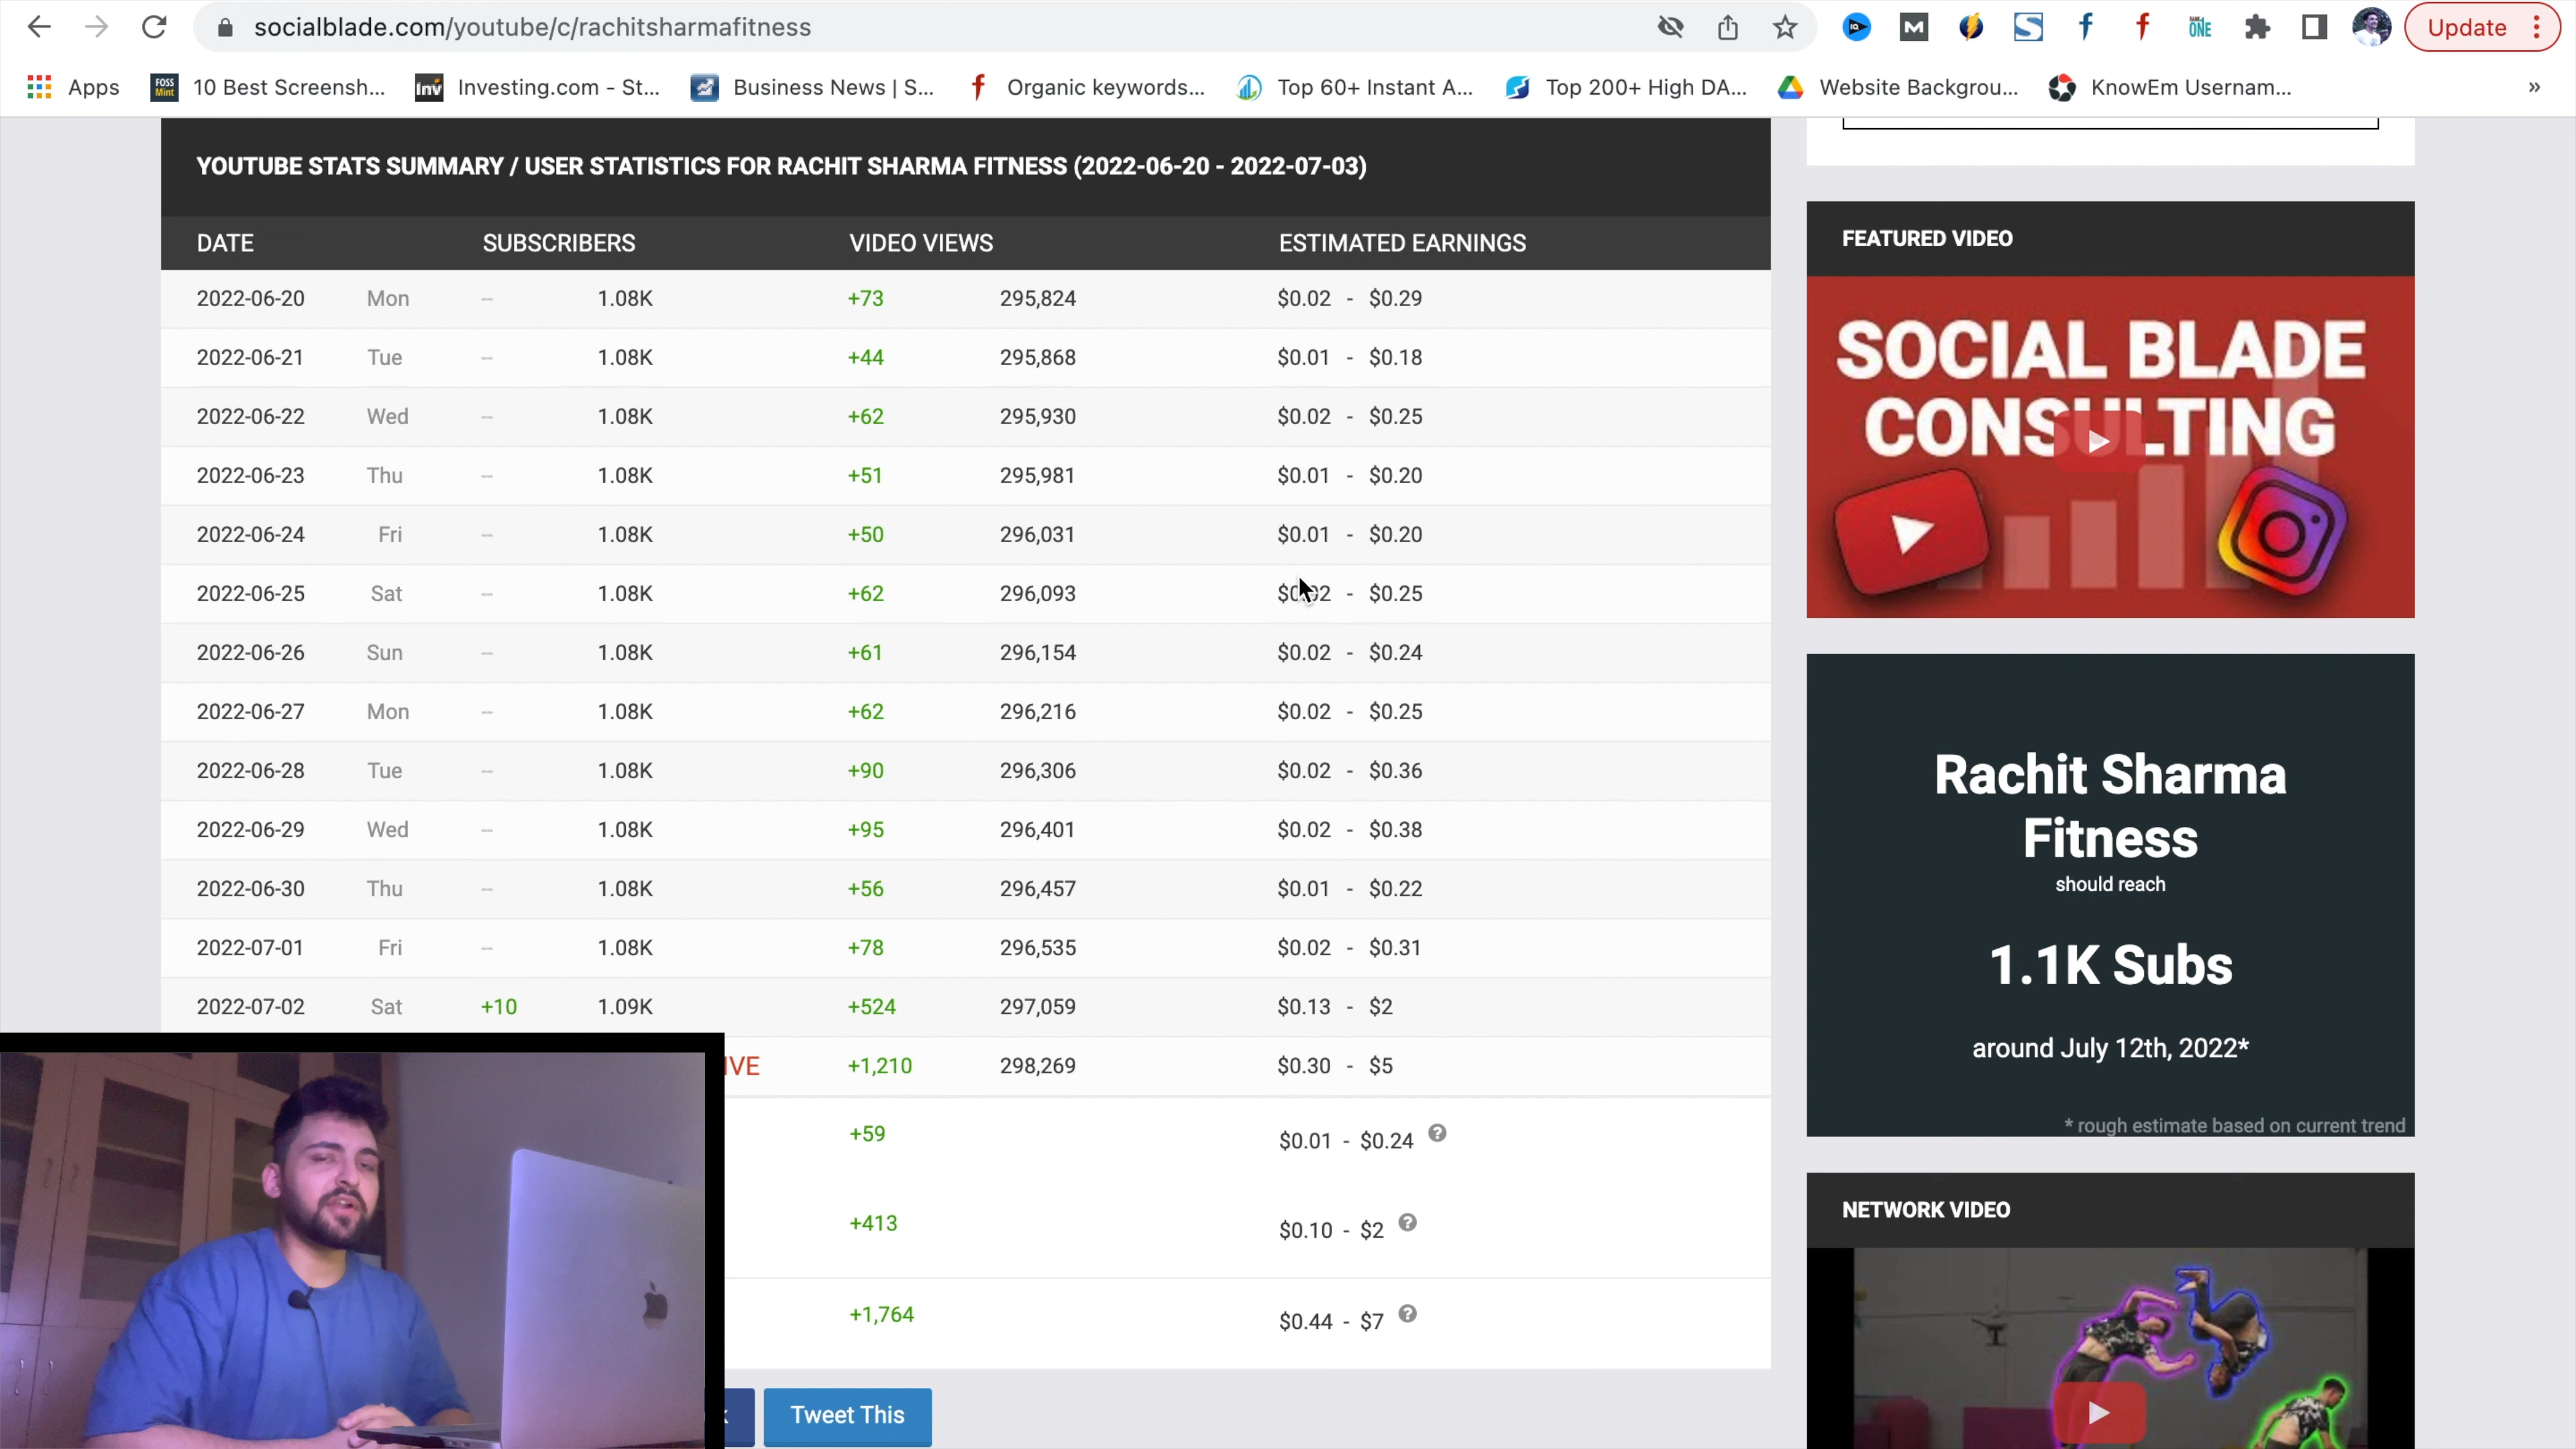 socialblade.com/youtube/c/rachitsharmafitness
Update
Apps
10 Best Screensh...
Investing.com - St...
Business News | S...
Organic keywords...
Top 60+ Instant A...
Top 200+ High DA...
Website Backgrou...
KnowEm Usernam...
»
YOUTUBE STATS SUMMARY / USER STATISTICS FOR RACHIT SHARMA FITNESS (2022-06-20 - 2022-07-03)
DATE SUBSCRIBERS VIDEO VIEWS ESTIMATED EARNINGS
2022-06-20 Mon -- 1.08K +73 295,824 $0.02 - $0.29
2022-06-21 Tue -- 1.08K +44 295,868 $0.01 - $0.18
2022-06-22 Wed -- 1.08K +62 295,930 $0.02 - $0.25
2022-06-23 Thu -- 1.08K +51 295,981 $0.01 - $0.20
2022-06-24 Fri -- 1.08K +50 296,031 $0.01 - $0.20
2022-06-25 Sat -- 1.08K +62 296,093 $0.02 - $0.25
2022-06-26 Sun -- 1.08K +61 296,154 $0.02 - $0.24
2022-06-27 Mon -- 1.08K +62 296,216 $0.02 - $0.25
2022-06-28 Tue -- 1.08K +90 296,306 $0.02 - $0.36
2022-06-29 Wed -- 1.08K +95 296,401 $0.02 - $0.38
2022-06-30 Thu -- 1.08K +56 296,457 $0.01 - $0.22
2022-07-01 Fri -- 1.08K +78 296,535 $0.02 - $0.31
2022-07-02 Sat +10 1.09K +524 297,059 $0.13 - $2
IVE +1,210 298,269 $0.30 - $5
+59 $0.01 - $0.24
+413 $0.10 - $2
+1,764 $0.44 - $7
Tweet This
FEATURED VIDEO
SOCIAL BLADE
CONSULTING
Rachit Sharma
Fitness
should reach
1.1K Subs
around July 12th, 2022*
* rough estimate based on current trend
NETWORK VIDEO